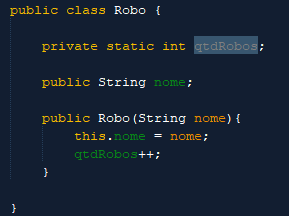 public class Robo {
private static int qtdRobos;
public String nome;
public Robo(String nome){
this.nome = nome;
qtdRobos++;
}
}